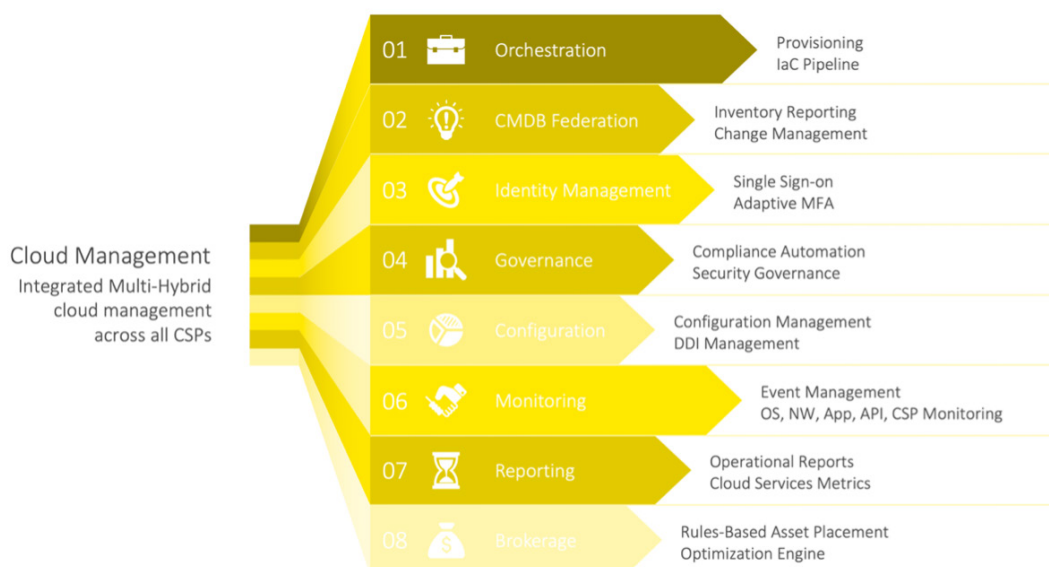 Cloud Management
Integrated Multi-Hybrid
cloud management
across all CSPs
01 Orchestration
Provisioning
IaC Pipeline
02 CMDB Federation
Inventory Reporting
Change Management
03 Identity Management
Single Sign-on
Adaptive MFA
04 Governance
Compliance Automation
Security Governance
05 Configuration
Configuration Management
DDI Management
06 Monitoring
Event Management
OS, NW, App, API, CSP Monitoring
07 Reporting
Operational Reports
Cloud Services Metrics
08 Brokerage
$
Rules-Based Asset Placement
Optimization Engine